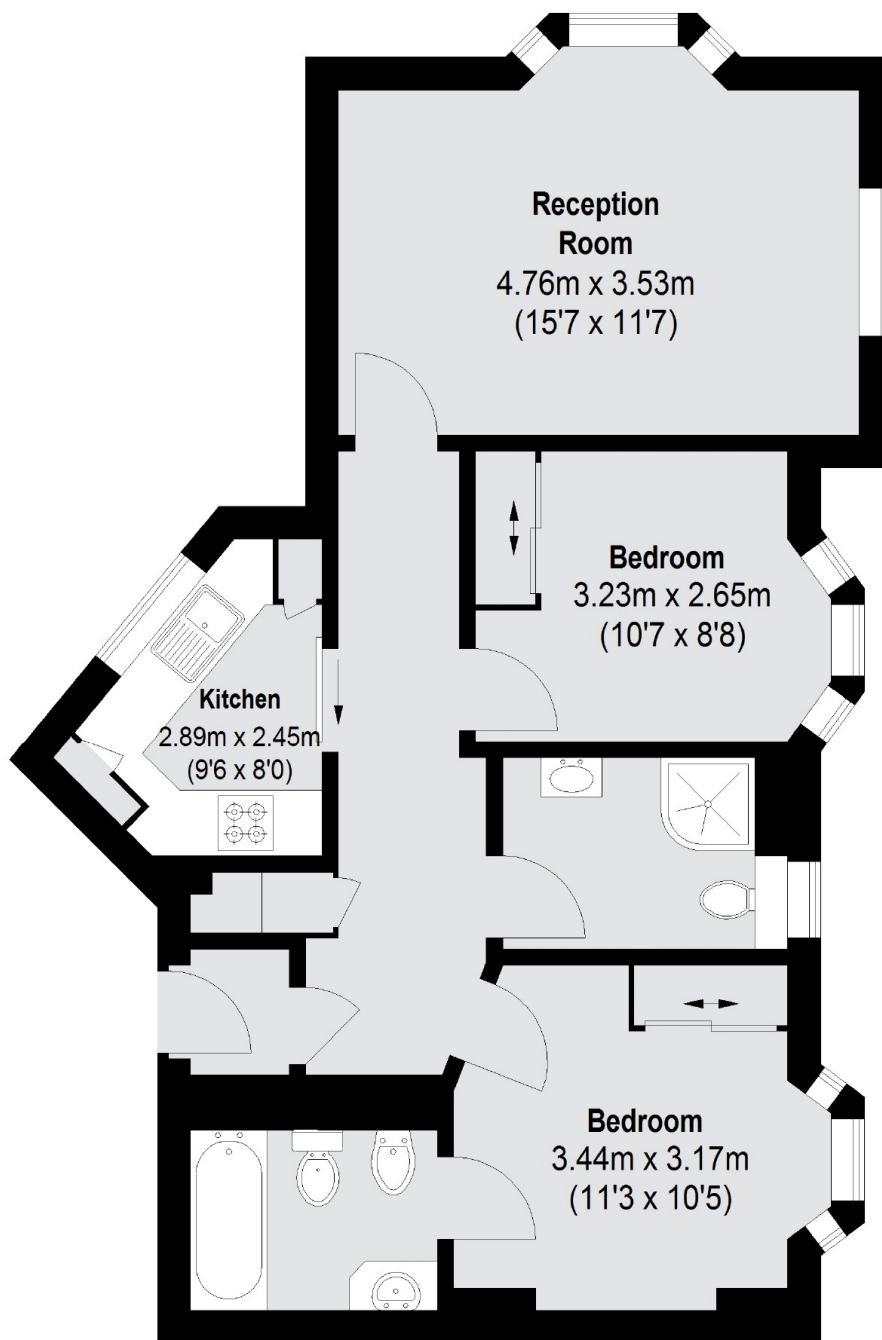 Reception
Room
4.76m x 3.53m
(15'7 x 11'7)
Bedroom
3.23m x 2.65m
(10'7 x 8'8)
Kitchen
2.89m x 2.45m
(9'6 x 8'0)
Bedroom
3.44m x 3.17m
(11'3 x 10'5)